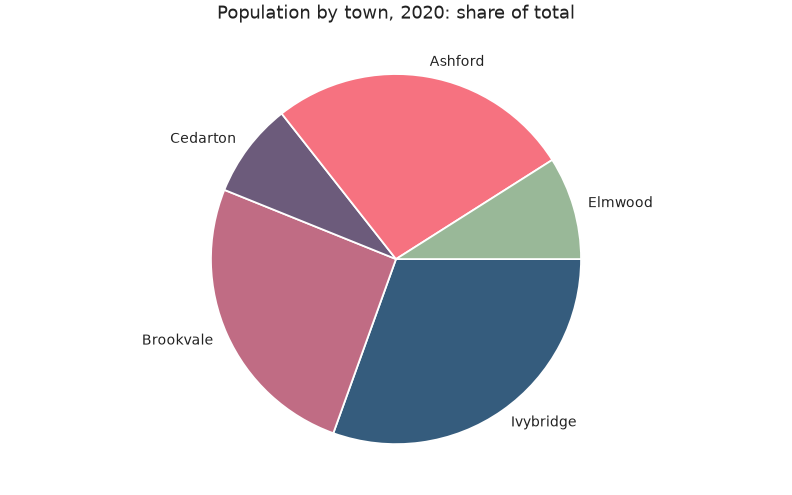 Population by town, 2020: share of total
Ashford
Cedarton
Elmwood
Brookvale
Ivybridge